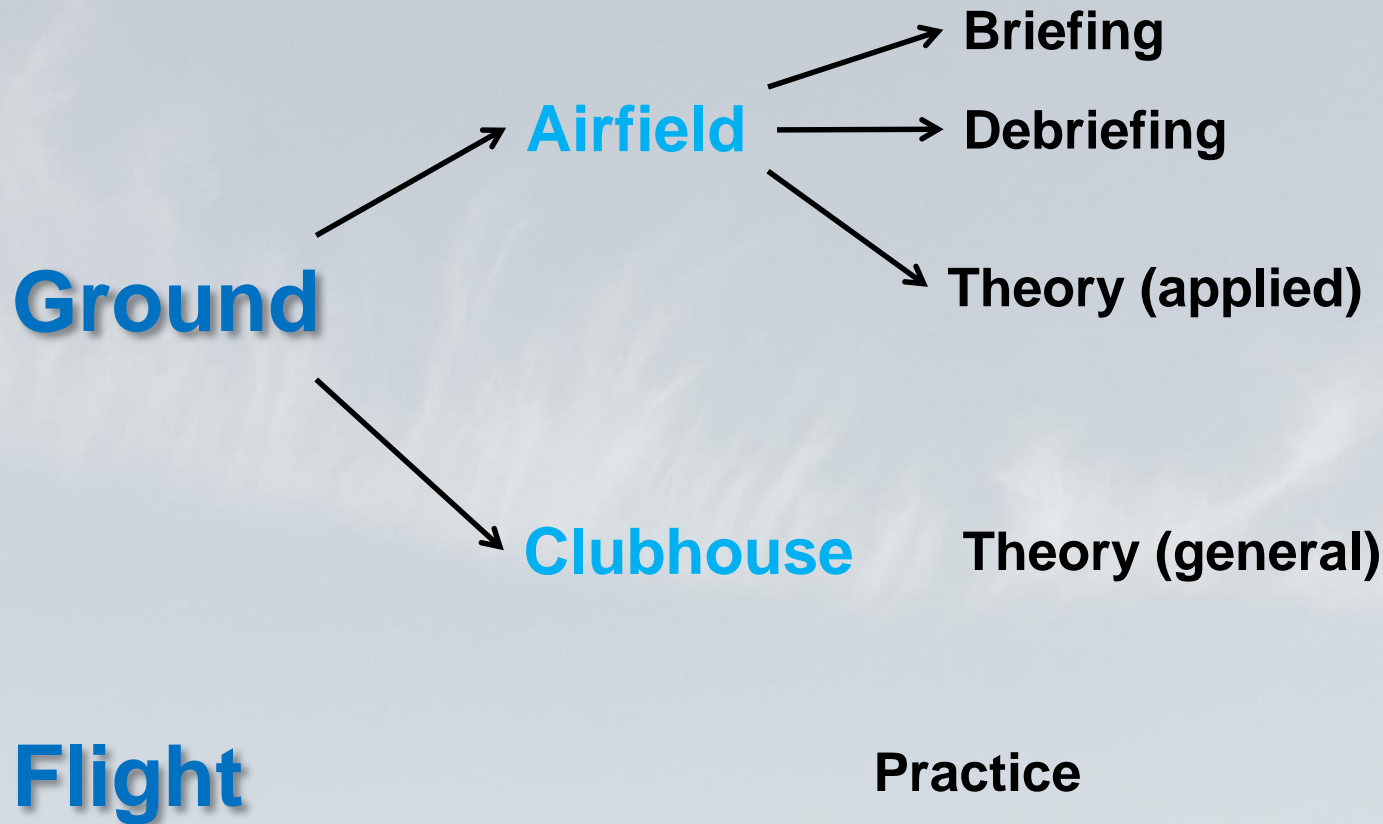 Briefing
Airfield
Debriefing
Ground
Theory (applied)
Clubhouse
Theory (general)
Flight
Practice